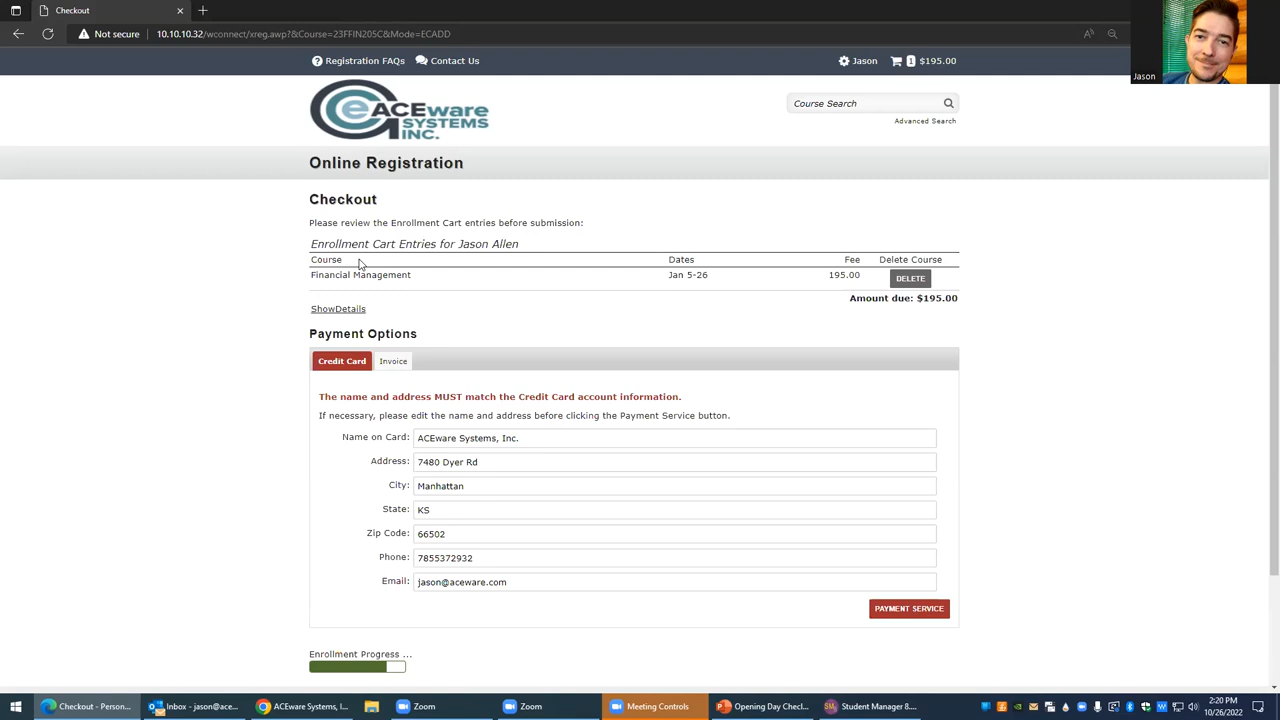 Checkout
Not secure
10.10.10.32/wconnect/xreg.awp?&Course=23FFIN205C&Mode=ECADD
Jason
Registration FAQs
Contact Us
Jason
1
$195.00
ACEware
SYSTEMS
INC.
Course Search
Advanced Search
Online Registration
Checkout
Please review the Enrollment Cart entries before submission:
Enrollment Cart Entries for Jason Allen
Course Dates Fee Delete Course
Financial Management Jan 5-26 195.00 DELETE
Amount due: $195.00
ShowDetails
Payment Options
Credit Card Invoice
The name and address MUST match the Credit Card account information.
If necessary, please edit the name and address before clicking the Payment Service button.
Name on Card: ACEware Systems, Inc.
Address: 7480 Dyer Rd
City: Manhattan
State: KS
Zip Code: 66502
Phone: 7855372932
Email: jason@aceware.com
PAYMENT SERVICE
Enrollment Progress ...
Checkout - Person...
Inbox - jason@ace...
ACEware Systems, I...
Zoom
Zoom
Meeting Controls
Opening Day Checl...
Student Manager 8....
2:20 PM
10/26/2022